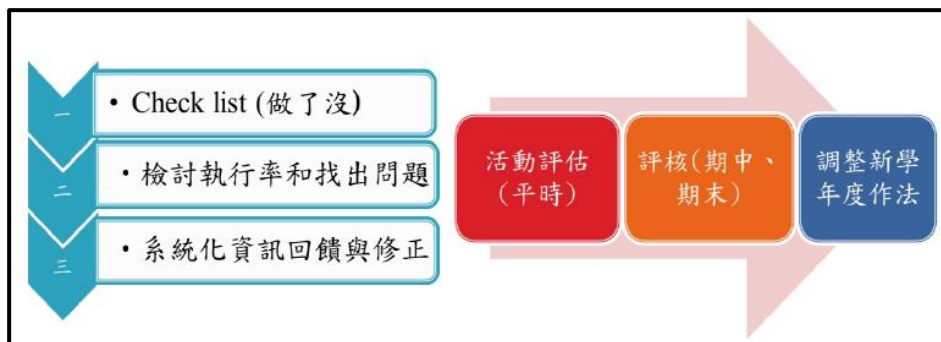 一
• Check list (做了沒)
二
• 檢討執行率和找出問題
三
• 系統化資訊回饋與修正
活動評估
(平時)
評核(期中、
期末)
調整新學
年度作法